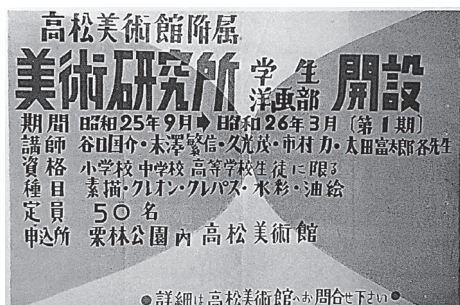 高松美術館附属
美術研究所 学生洋画部 開設
期間 昭和25年9月➔昭和26年3月〔第1期〕
講師 谷口国介・末澤繁信・久光茂・市村力・太田富太郎各先生
資格 小学校 中学校 高等学校生徒に限る
種目 素描・クレオン・クレパス・水彩・油絵
定員 50名
申込所 栗林公園内 高松美術館
●詳細は高松美術館へお問合せ下さい●